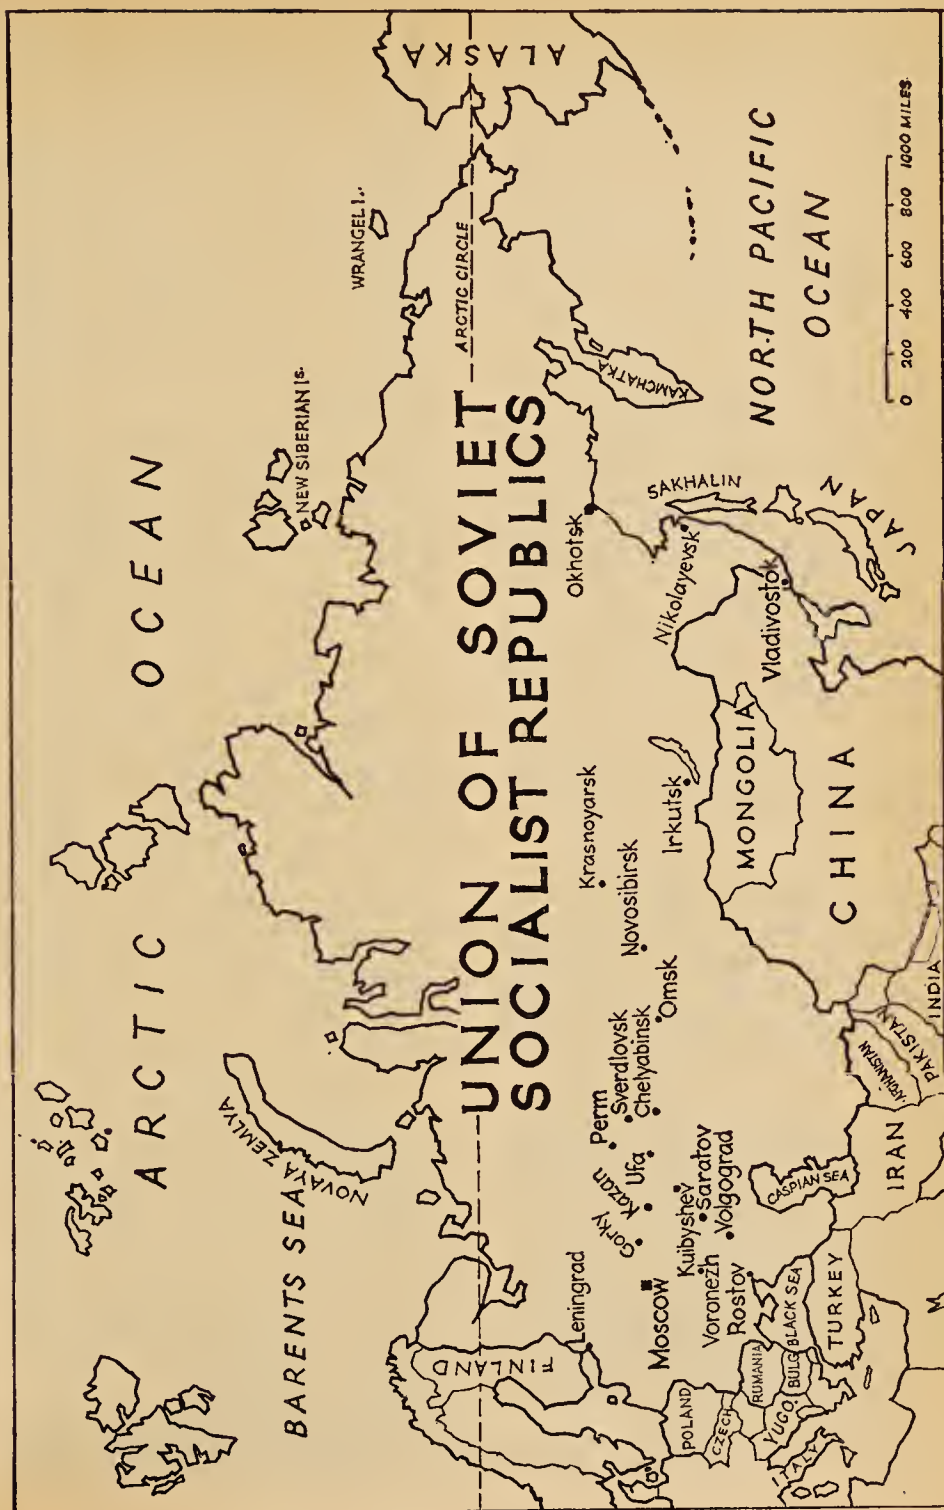 ARCTIC OCEAN
BARENTS SEA
NOVAYA ZEMLYA
NEW SIBERIAN Is.
WRANGEL I.
ALASKA
ARCTIC CIRCLE
UNION OF SOVIET
SOCIALIST REPUBLICS
FINLAND
Leningrad
Moscow
Gorky
Kazan
Perm
Ufa
Sverdlovsk
Chelyabinsk
Omsk
Novosibirsk
Krasnoyarsk
Irkutsk
Okhotsk
Nikolayevsk
Vladivostok
KAMCHATKA
SAKHALIN
JAPAN
NORTH PACIFIC
OCEAN
Kuibyshev
Saratov
Volgograd
Voronezh
Rostov
POLAND
CZECH
RUMANIA
BULG
YUGO
ITALY
BLACK SEA
TURKEY
CASPIAN SEA
IRAN
AFGHANISTAN
PAKISTAN
INDIA
MONGOLIA
CHINA
M
0 200 400 600 800 1000 MILES